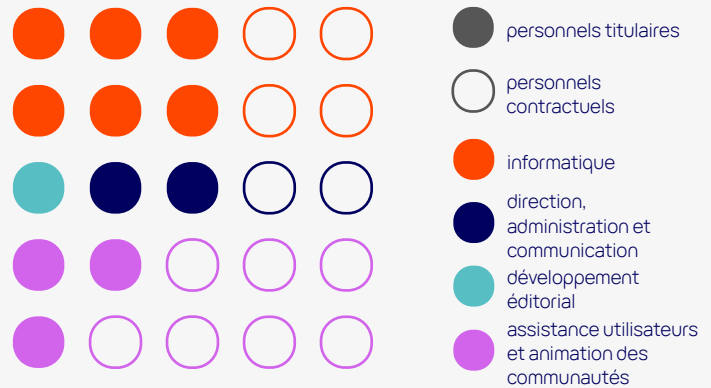 personnels titulaires
personnels
contractuels
informatique
direction,
administration et
communication
développement
éditorial
assistance utilisateurs
et animation des
communautés